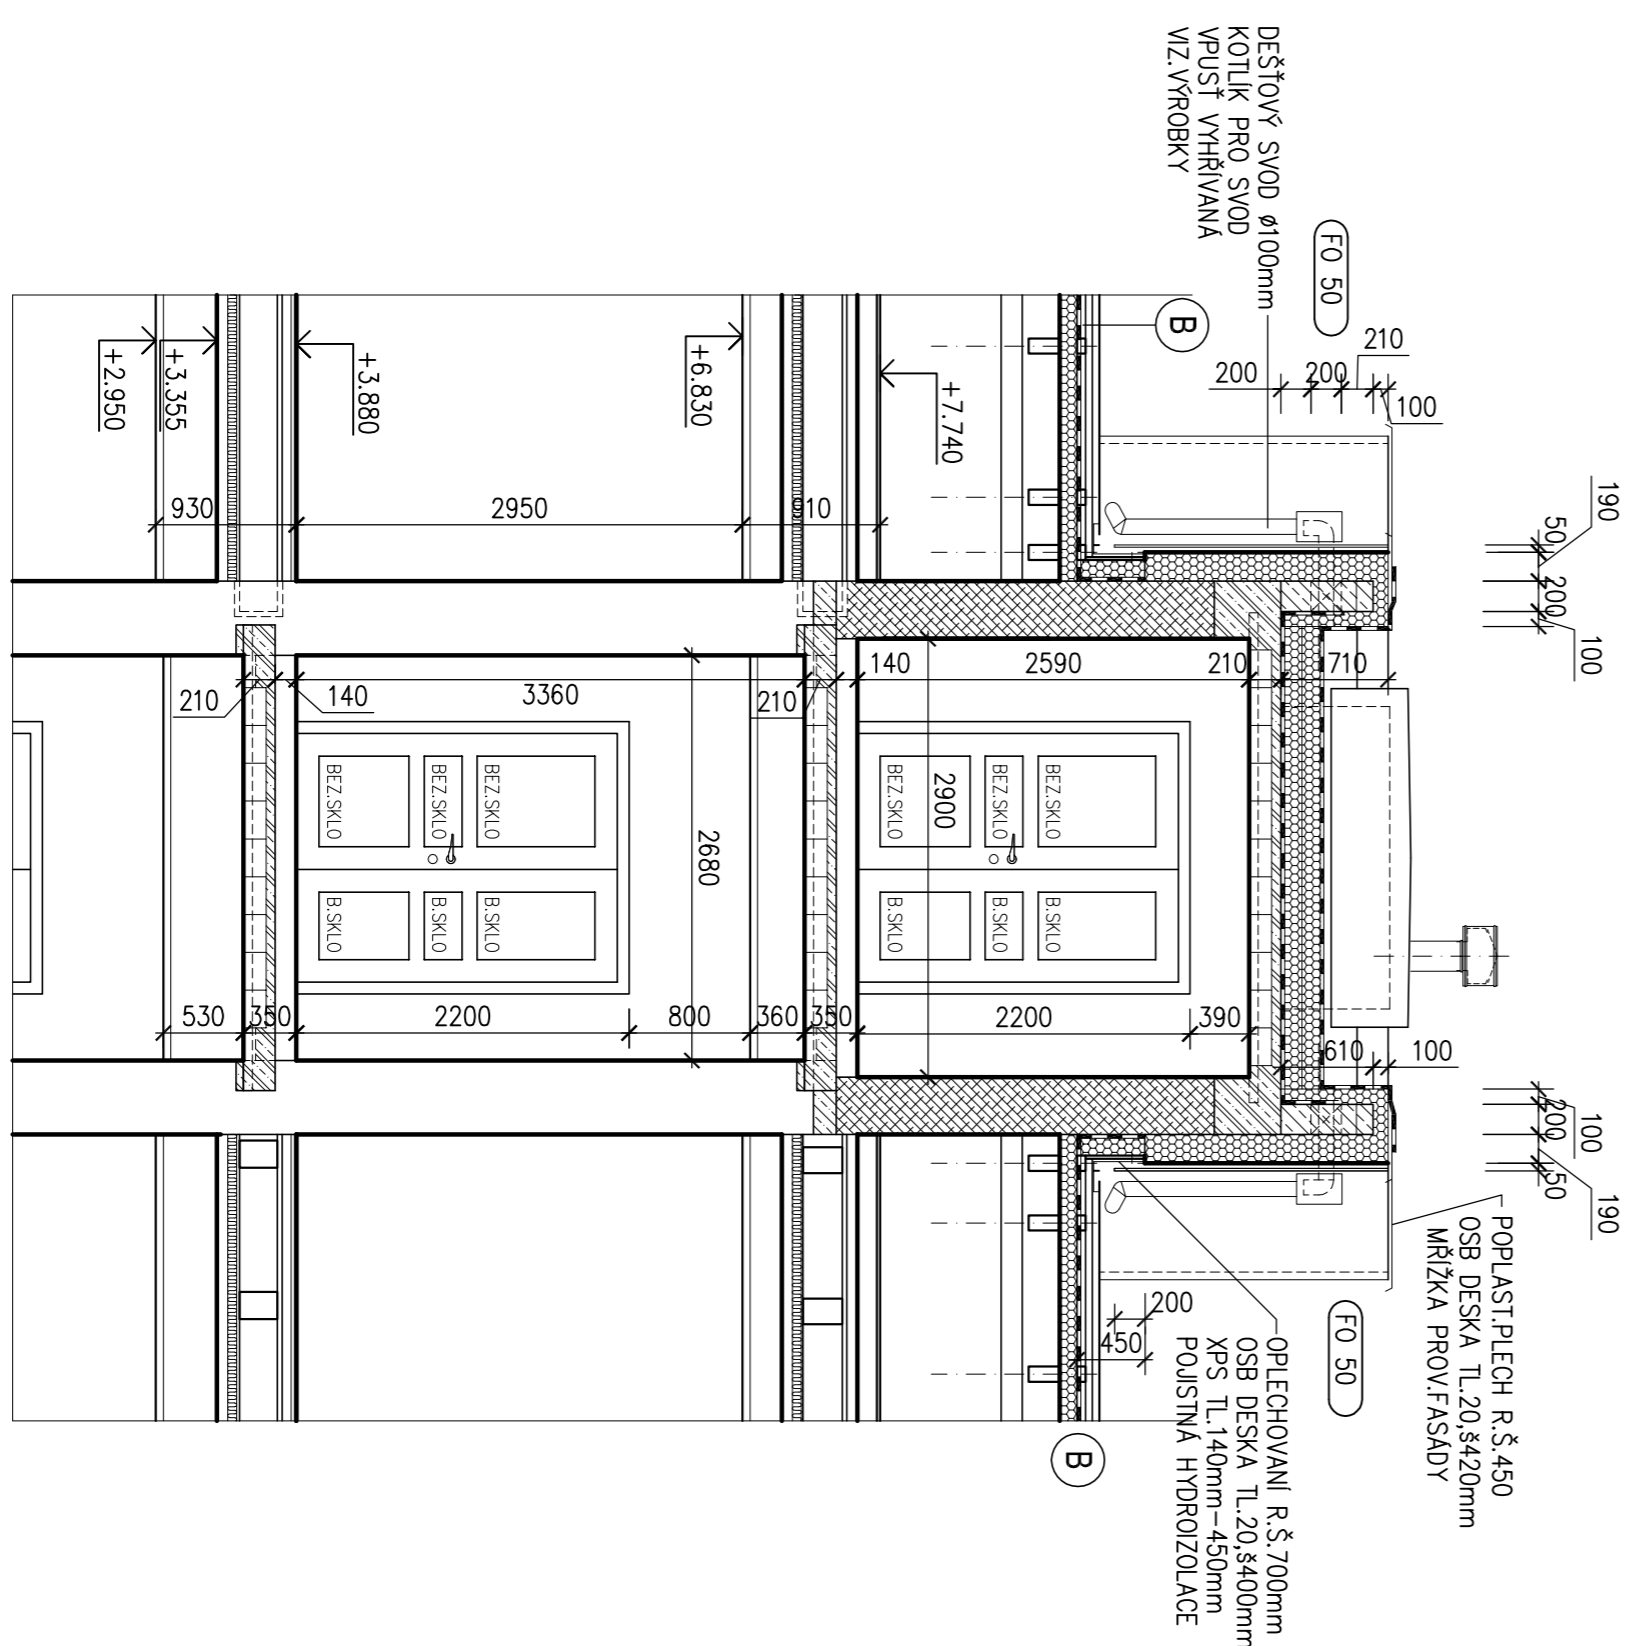 DEŠŤOVÝ SVOD Ø100mm
KOTLÍK PRO SVOD
VPUSŤ VYHŘÍVANÁ
VIZ.VÝROBKY
FO 50
B
210
200
200
100
190
50
200
100
+2.950
+3.355
+3.880
+6.830
+7.740
930
2950
910
140
2590
210
710
210
140
3360
210
BEZ.SKLO
BEZ.SKLO
BEZ.SKLO
B.SKLO
B.SKLO
B.SKLO
2680
BEZ.SKLO
BEZ.SKLO
BEZ.SKLO
B.SKLO
B.SKLO
B.SKLO
2900
530
350
2200
800
360
350
2200
390
610
100
100
200
50
190
POPLAST.PLECH R.Š.450
OSB DESKA TL.20,š420mm
MŘÍŽKA PROV.FASÁDY
FO 50
200
450
OPLECHOVANÍ R.Š.700mm
OSB DESKA TL.20,š400mm
XPS TL.140mm-450mm
POJISTNÁ HYDROIZOLACE
B